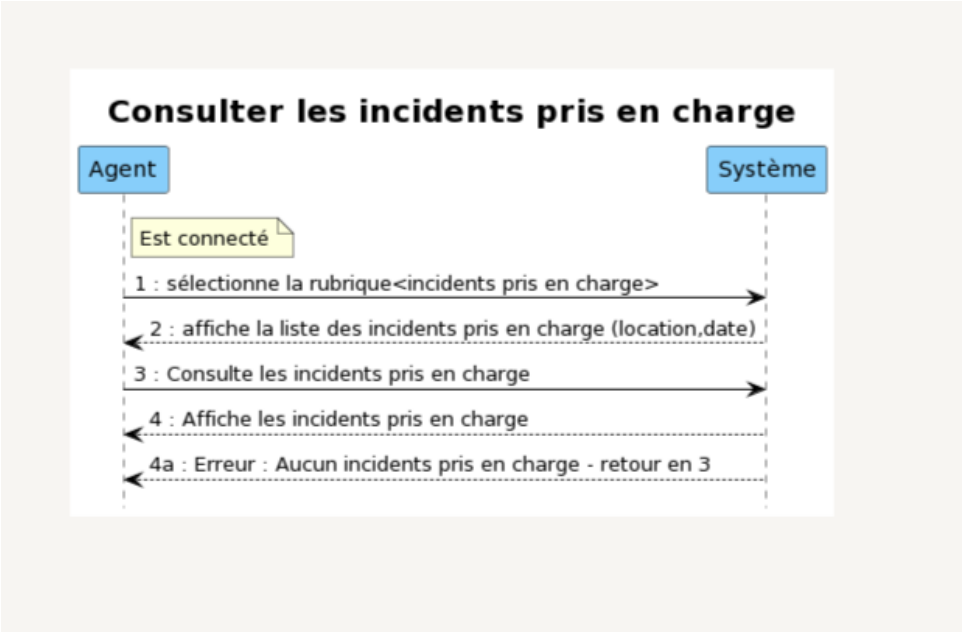 Consulter les incidents pris en charge
Agent
Système
Est connecté
1 : sélectionne la rubrique<incidents pris en charge>
2 : affiche la liste des incidents pris en charge (location,date)
3 : Consulte les incidents pris en charge
4 : Affiche les incidents pris en charge
4a : Erreur : Aucun incidents pris en charge - retour en 3